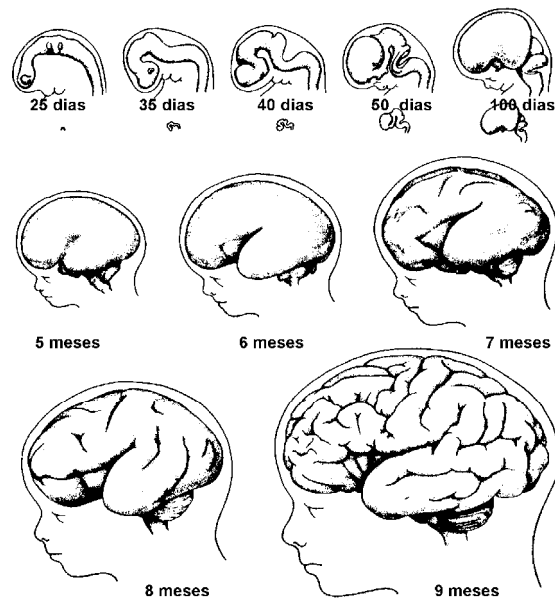 25 dias
35 dias
40 dias
50 dias
100 dias
5 meses
6 meses
7 meses
8 meses
9 meses